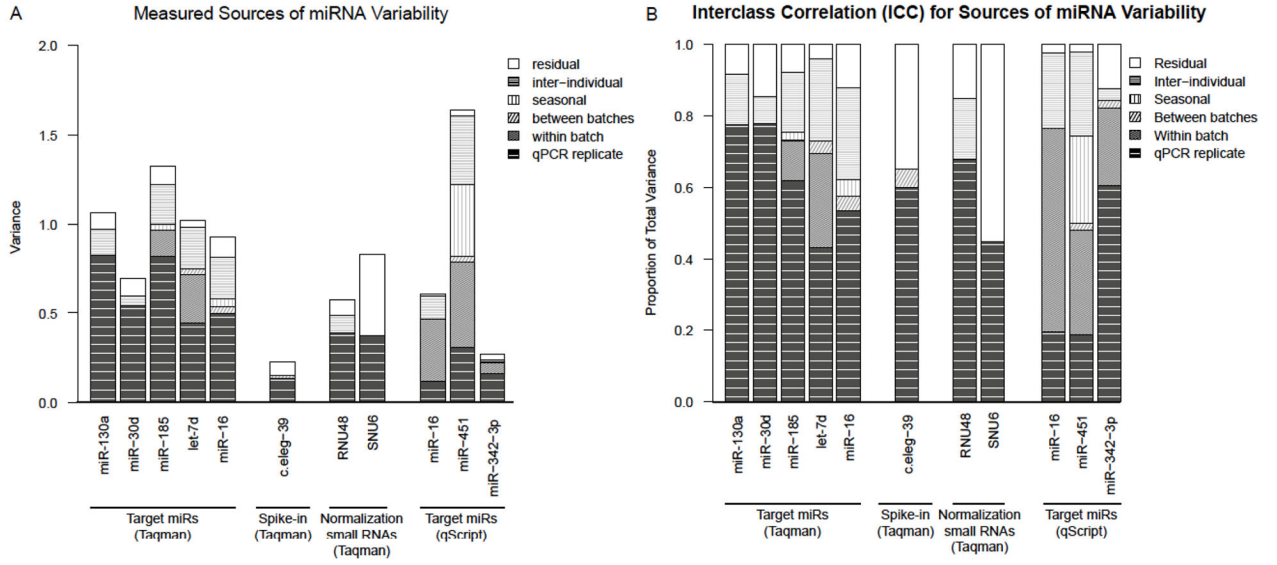 A
Measured Sources of miRNA Variability
2.0
1.5
1.0
0.5
0.0
Variance
residual
inter−individual
seasonal
between batches
within batch
qPCR replicate
miR-130a
miR−30d
miR−185
let-7d
miR−16
c.eleg−39
RNU48
SNU6
miR−16
miR−451
miR−342−3p
Target miRs
(Taqman)
Spike-in
(Taqman)
Normalization
small RNAs
(Taqman)
Target miRs
(qScript)
B
Interclass Correlation (ICC) for Sources of miRNA Variability
1.0
0.8
0.6
0.4
0.2
0.0
Proportion of Total Variance
Residual
Inter−individual
Seasonal
Between batches
Within batch
qPCR replicate
miR-130a
miR−30d
miR−185
let−7d
miR−16
c.eleg−39
RNU48
SNU6
miR−16
miR−451
miR−342−3p
Target miRs
(Taqman)
Spike-in
(Taqman)
Normalization
small RNAs
(Taqman)
Target miRs
(qScript)